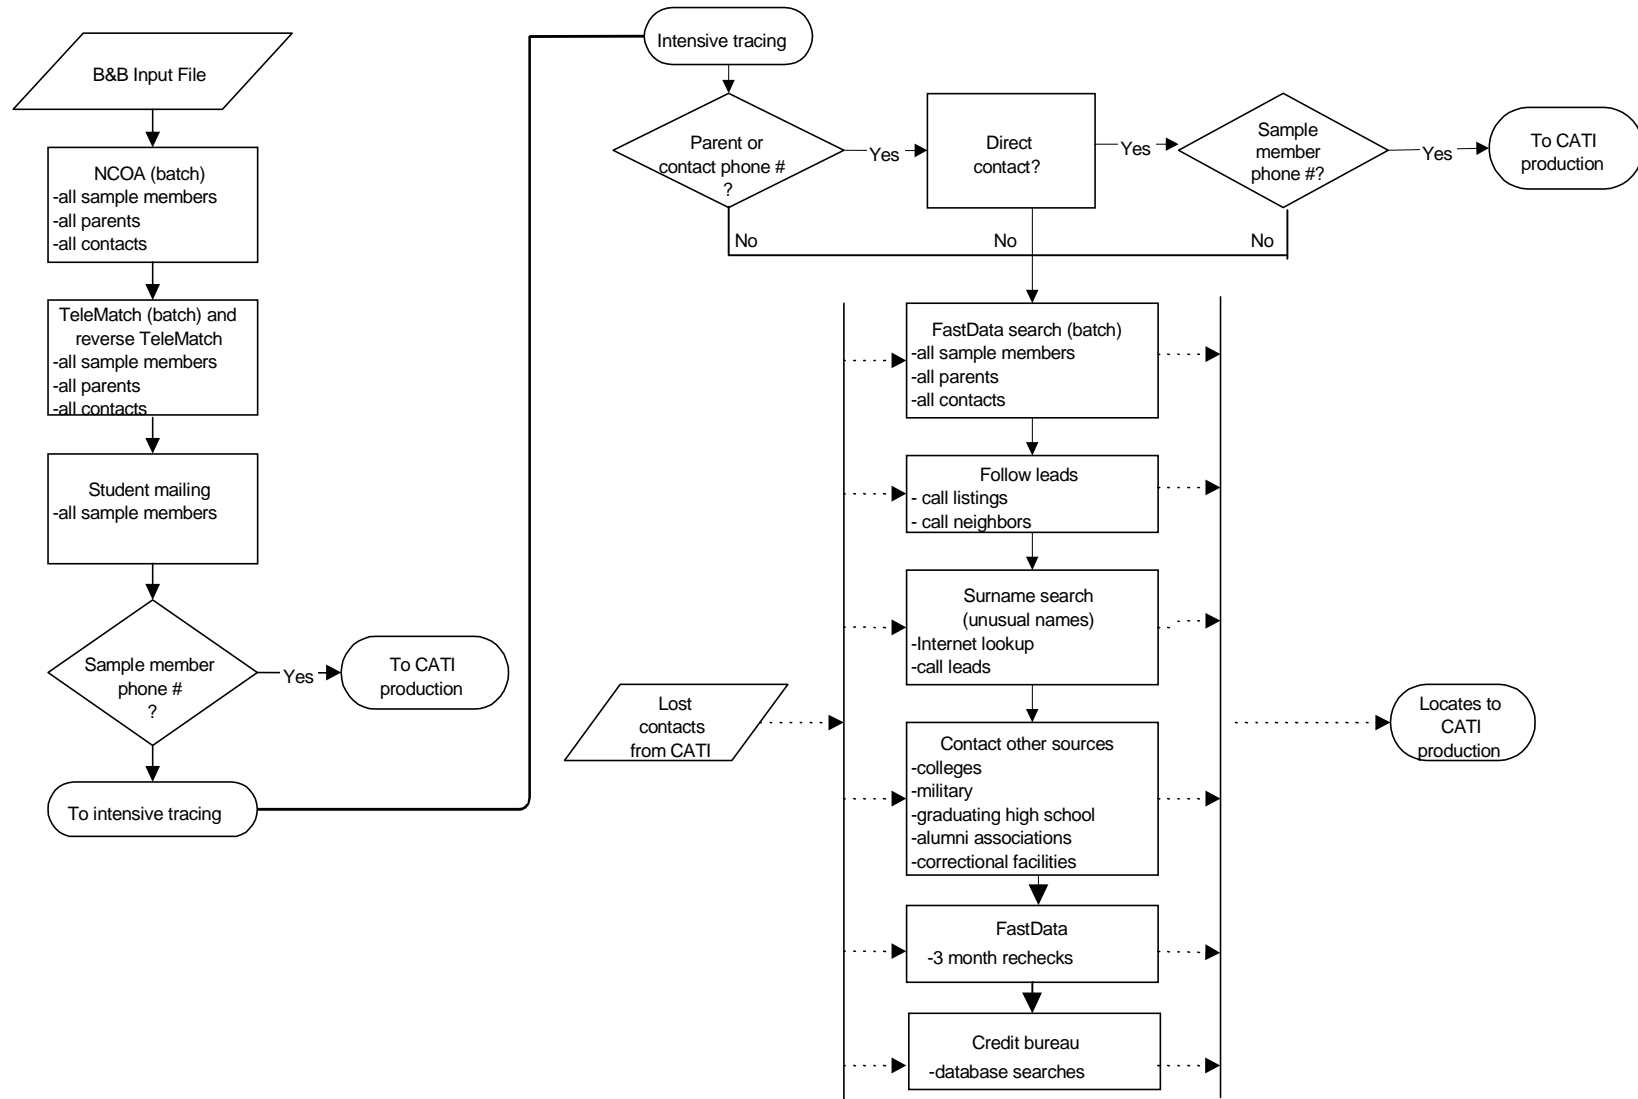 B&B Input File
NCOA (batch)
-all sample members
-all parents
-all contacts
TeleMatch (batch) and
reverse TeleMatch
-all sample members
-all parents
-all contacts
Student mailing
-all sample members
Sample member
phone #
?
Yes
To CATI
production
To intensive tracing
Intensive tracing
Parent or
contact phone #
?
Yes
Direct
contact?
Yes
Sample
member
phone #?
Yes
To CATI
production
No
No
No
FastData search (batch)
-all sample members
-all parents
-all contacts
Follow leads
- call listings
- call neighbors
Surname search
(unusual names)
-Internet lookup
-call leads
Lost
contacts
from CATI
Contact other sources
-colleges
-military
-graduating high school
-alumni associations
-correctional facilities
Locates to
CATI
production
FastData
-3 month rechecks
Credit bureau
-database searches